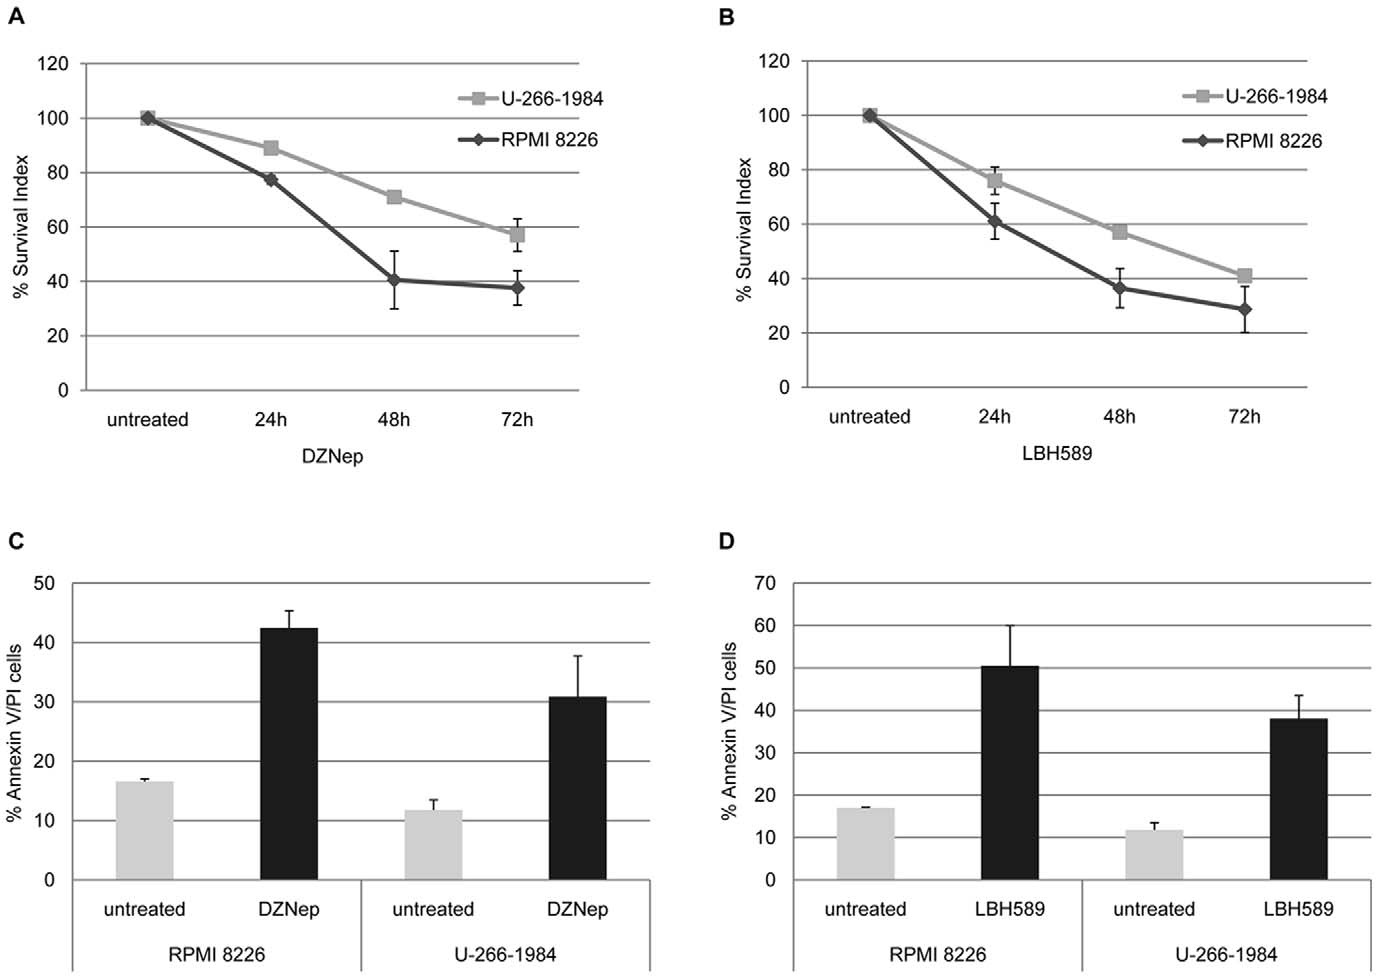 A
120
100
80
60
40
20
0
% Survival Index
U-266-1984
RPMI 8226
untreated 24h 48h 72h
DZNep
B
120
100
80
60
40
20
0
% Survival Index
U-266-1984
RPMI 8226
untreated 24h 48h 72h
LBH589
C
50
40
30
20
10
0
% Annexin V/PI cells
untreated DZNep untreated DZNep
RPMI 8226 U-266-1984
D
70
60
50
40
30
20
10
0
% Annexin V/PI cells
untreated LBH589 untreated LBH589
RPMI 8226 U-266-1984